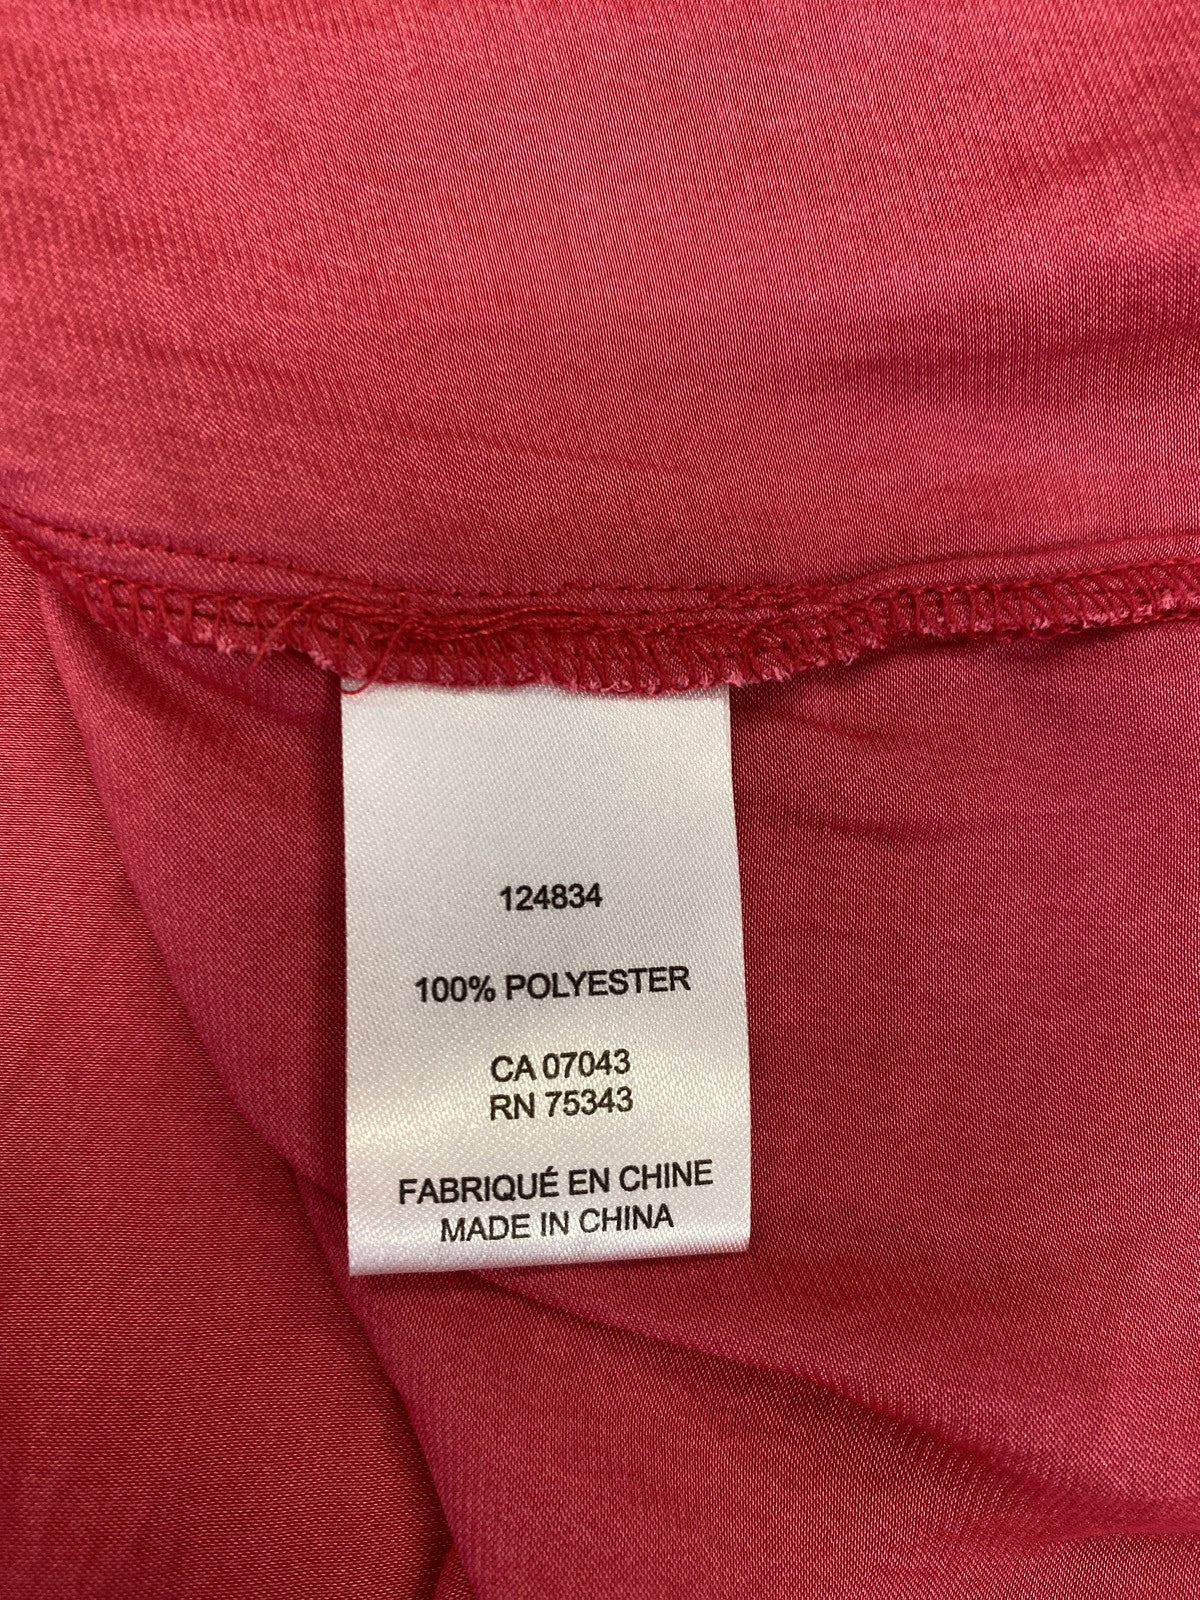 124834
100% POLYESTER
CA 07043
RN 75343
FABRIQUÉ EN CHINE
MADE IN CHINA